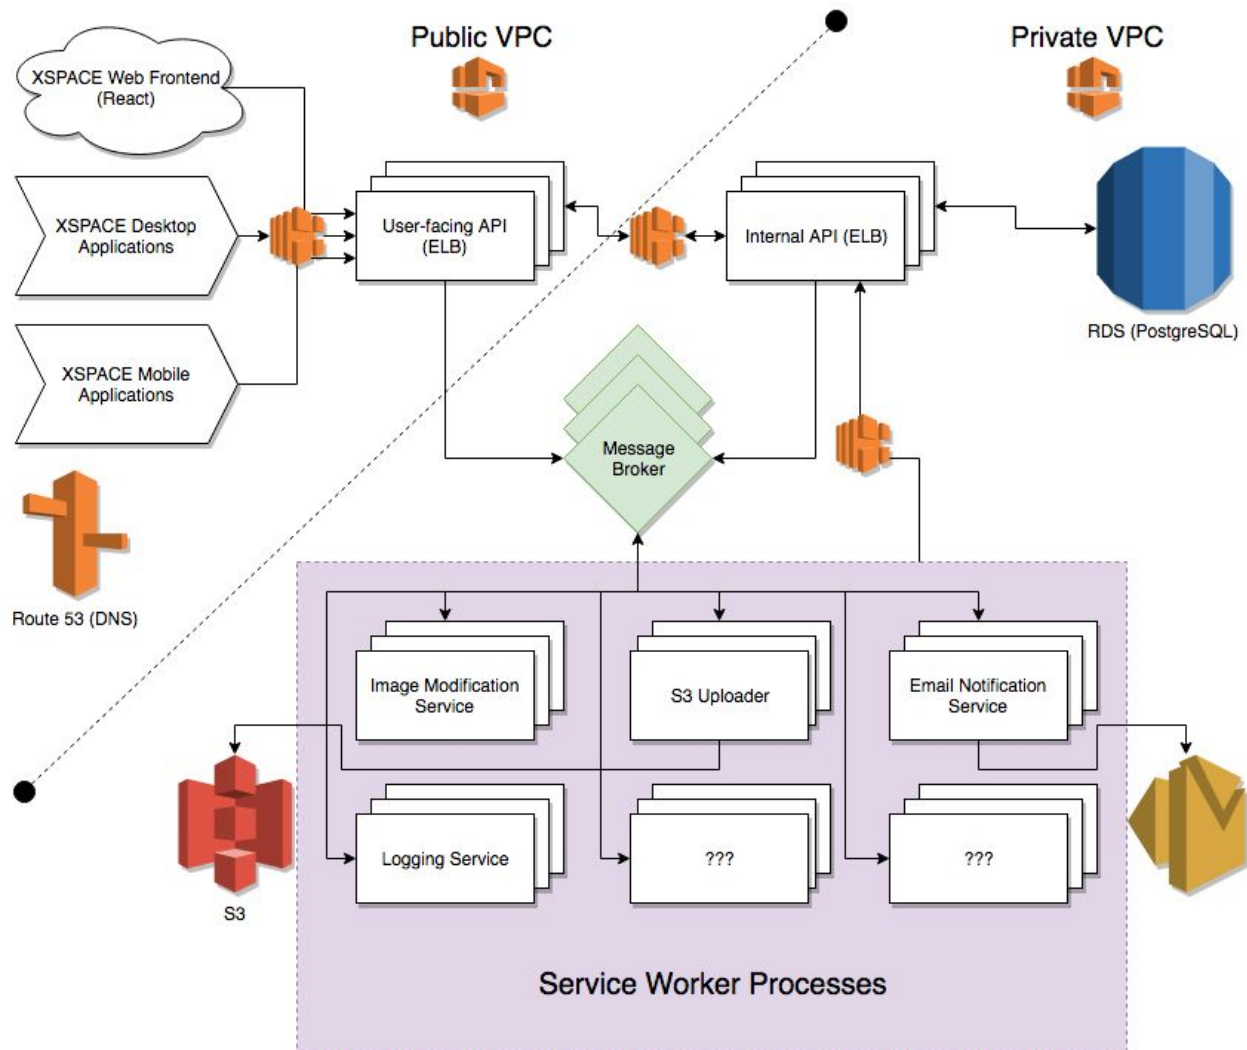 Public VPC
Private VPC
XSPACE Web Frontend
(React)
XSPACE Desktop
Applications
User-facing API
(ELB)
Internal API (ELB)
RDS (PostgreSQL)
XSPACE Mobile
Applications
Message
Broker
Route 53 (DNS)
Image Modification
Service
S3 Uploader
Email Notification
Service
Logging Service
???
???
S3
Service Worker Processes